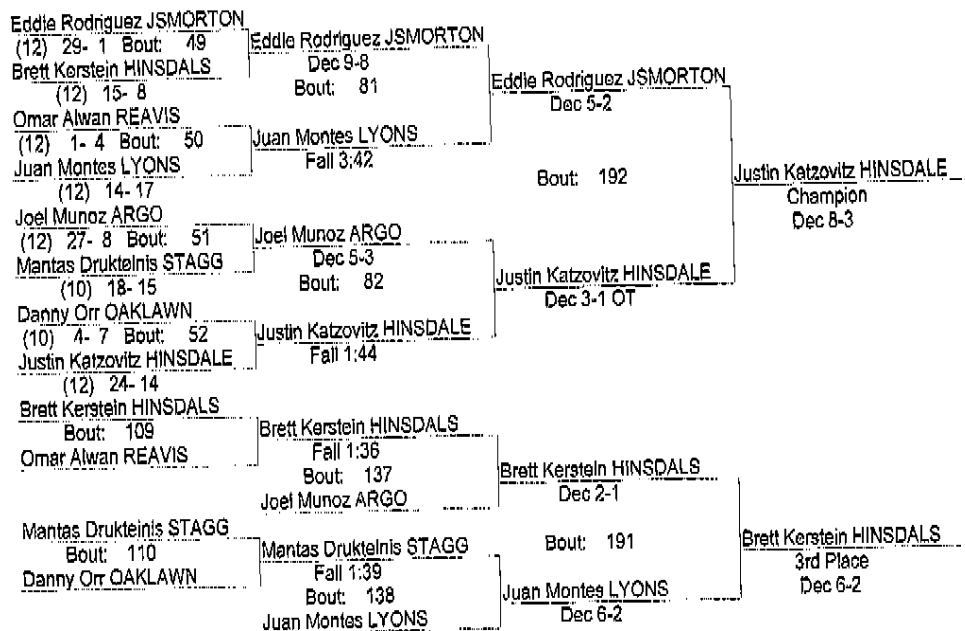 Eddie Rodriguez JSMORTON
(12) 29- 1 Bout: 49
Brett Kerstein HINSDALS
(12) 15- 8
Omar Alwan REAVIS
(12) 1- 4 Bout: 50
Juan Montes LYONS
(12) 14- 17
Joel Munoz ARGO
(12) 27- 8 Bout: 51
Mantas Drukteinis STAGG
(10) 18- 15
Danny Orr OAKLAWN
(10) 4- 7 Bout: 52
Justin Katzovitz HINSDALE
(12) 24- 14
Brett Kerstein HINSDALS
Bout: 109
Omar Alwan REAVIS
Mantas Drukteinis STAGG
Bout: 110
Danny Orr OAKLAWN
Eddie Rodriguez JSMORTON
Dec 9-8
Bout: 81
Juan Montes LYONS
Fall 3:42
Joel Munoz ARGO
Dec 5-3
Bout: 82
Justin Katzovitz HINSDALE
Fall 1:44
Brett Kerstein HINSDALS
Fall 1:36
Bout: 137
Joel Munoz ARGO
Mantas Drukteinis STAGG
Fall 1:39
Bout: 138
Juan Montes LYONS
Eddie Rodriguez JSMORTON
Dec 5-2
Bout: 192
Justin Katzovitz HINSDALE
Dec 3-1 OT
Brett Kerstein HINSDALS
Dec 2-1
Bout: 191
Juan Montes LYONS
Dec 6-2
Justin Katzovitz HINSDALE
Champion
Dec 8-3
Brett Kerstein HINSDALS
3rd Place
Dec 6-2